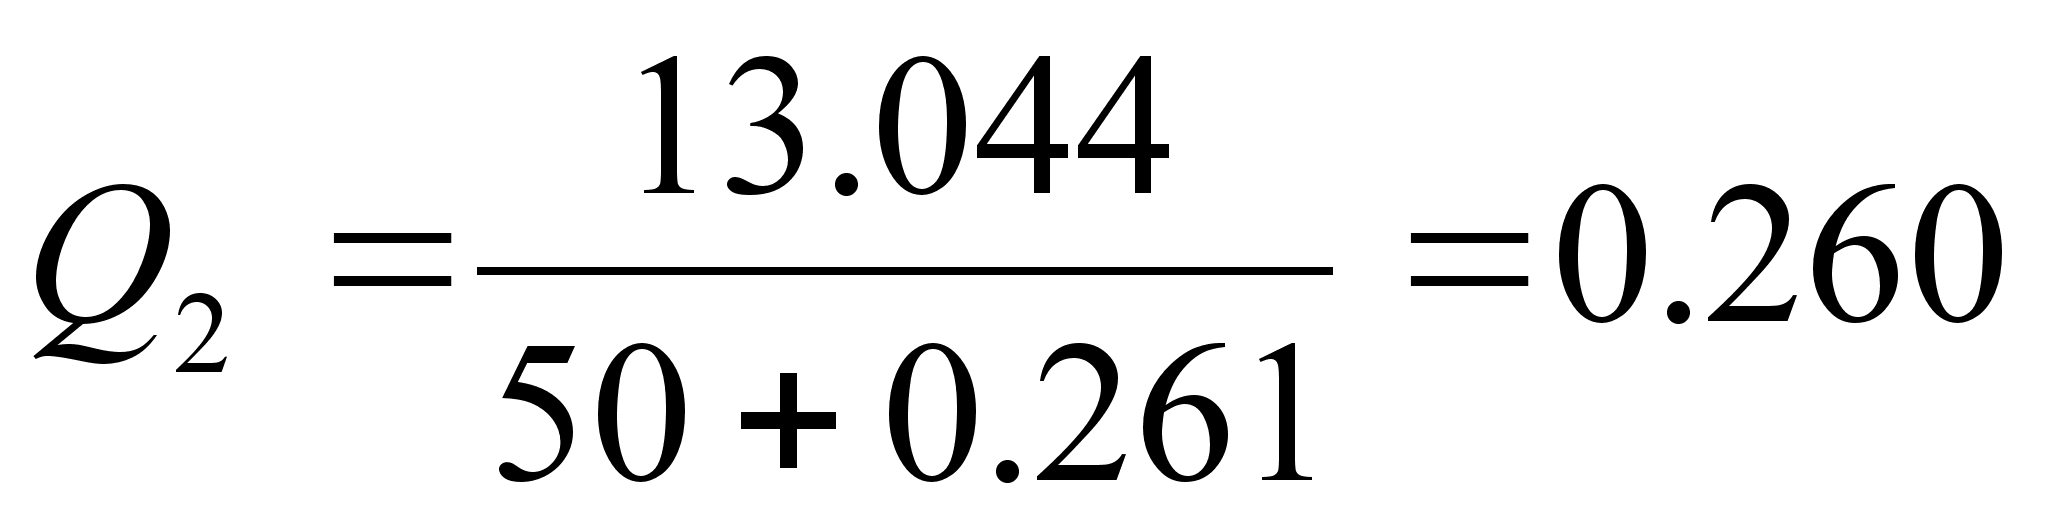 Q₂ = 13.044 / (50 + 0.261) = 0.260